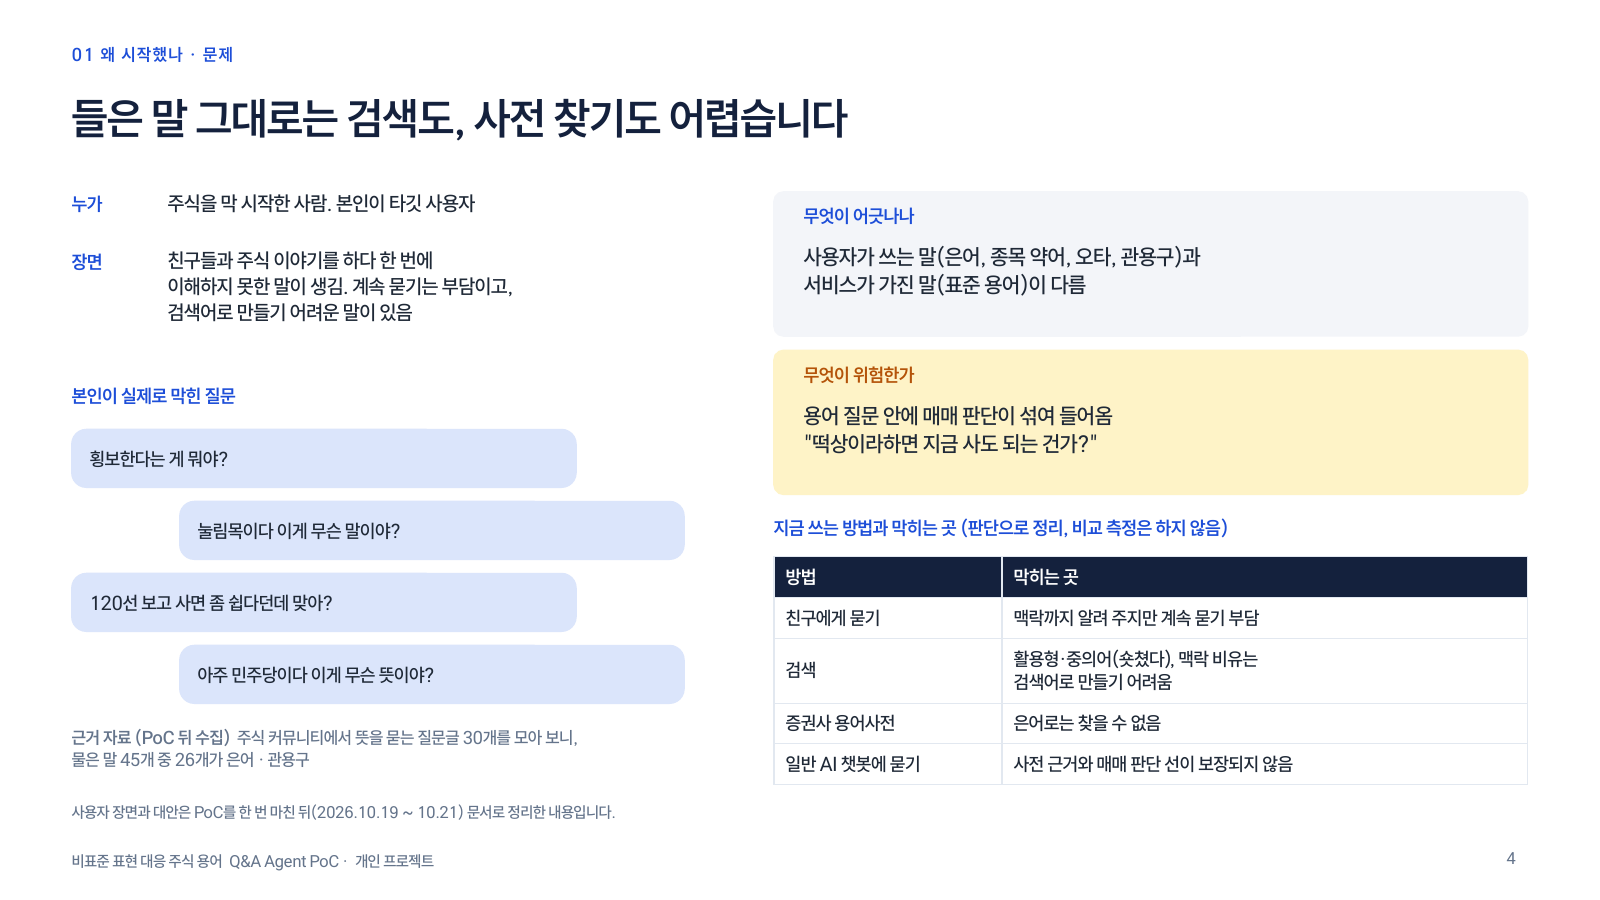 01 왜 시작했나 · 문제
들은 말 그대로는 검색도, 사전 찾기도 어렵습니다
누가
주식을 막 시작한 사람. 본인이 타깃 사용자
장면
친구들과 주식 이야기를 하다 한 번에
이해하지 못한 말이 생김. 계속 묻기는 부담이고,
검색어로 만들기 어려운 말이 있음
본인이 실제로 막힌 질문
횡보한다는 게 뭐야?
눌림목이다 이게 무슨 말이야?
120선 보고 사면 좀 쉽다던데 맞아?
아주 민주당이다 이게 무슨 뜻이야?
근거 자료 (PoC 뒤 수집) 주식 커뮤니티에서 뜻을 묻는 질문글 30개를 모아 보니,
물은 말 45개 중 26개가 은어 · 관용구
사용자 장면과 대안은 PoC를 한 번 마친 뒤(2026.10.19 ~ 10.21) 문서로 정리한 내용입니다.
무엇이 어긋나나
사용자가 쓰는 말(은어, 종목 약어, 오타, 관용구)과
서비스가 가진 말(표준 용어)이 다름
무엇이 위험한가
용어 질문 안에 매매 판단이 섞여 들어옴
"떡상이라하면 지금 사도 되는 건가?"
지금 쓰는 방법과 막히는 곳 (판단으로 정리, 비교 측정은 하지 않음)
방법 막히는 곳
친구에게 묻기 맥락까지 알려 주지만 계속 묻기 부담
검색 활용형·중의어(숏쳤다), 맥락 비유는
검색어로 만들기 어려움
증권사 용어사전 은어로는 찾을 수 없음
일반 AI 챗봇에 묻기 사전 근거와 매매 판단 선이 보장되지 않음
비표준 표현 대응 주식 용어 Q&A Agent PoC · 개인 프로젝트
4